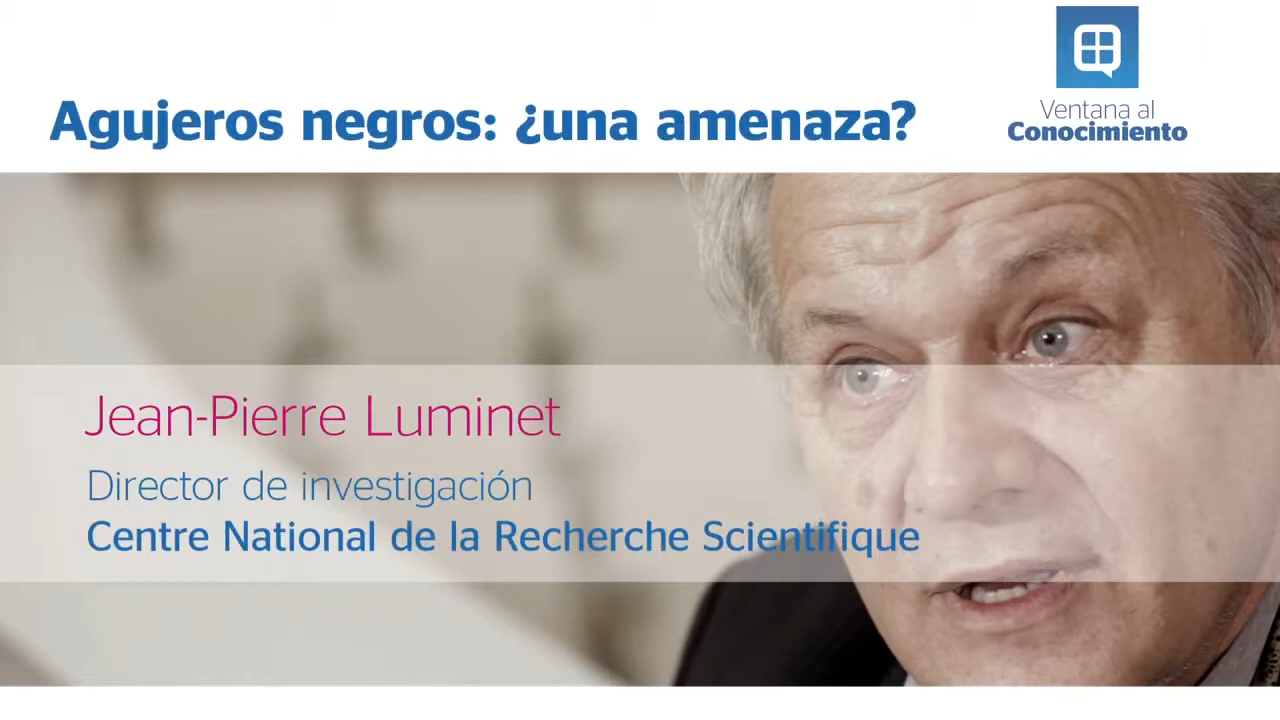 Agujeros negros: ¿una amenaza?
Ventana al
Conocimiento
Jean-Pierre Luminet
Director de investigación
Centre National de la Recherche Scientifique